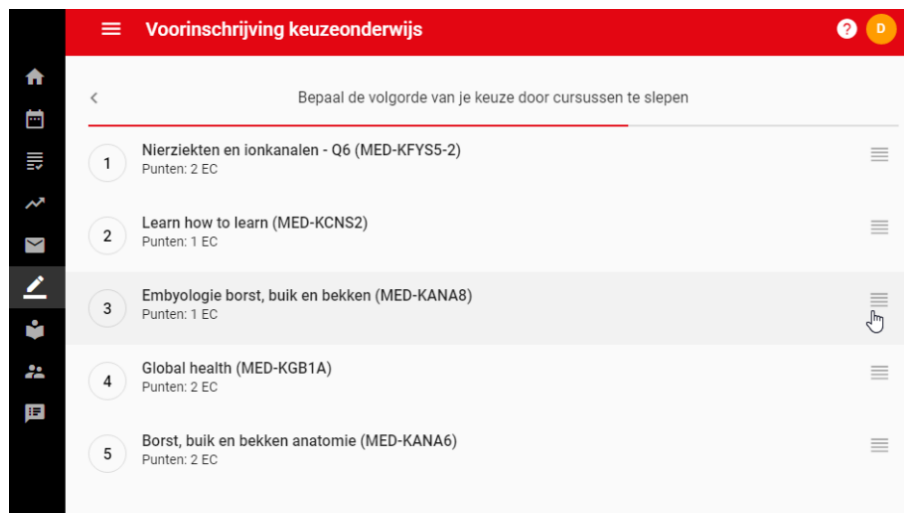 Voorinschrijving keuzeonderwijs
?
D
Bepaal de volgorde van je keuze door cursussen te slepen
1
Nierziekten en ionkanalen - Q6 (MED-KFYS5-2)
Punten: 2 EC
2
Learn how to learn (MED-KCNS2)
Punten: 1 EC
3
Embyologie borst, buik en bekken (MED-KANA8)
Punten: 1 EC
4
Global health (MED-KGB1A)
Punten: 2 EC
5
Borst, buik en bekken anatomie (MED-KANA6)
Punten: 2 EC